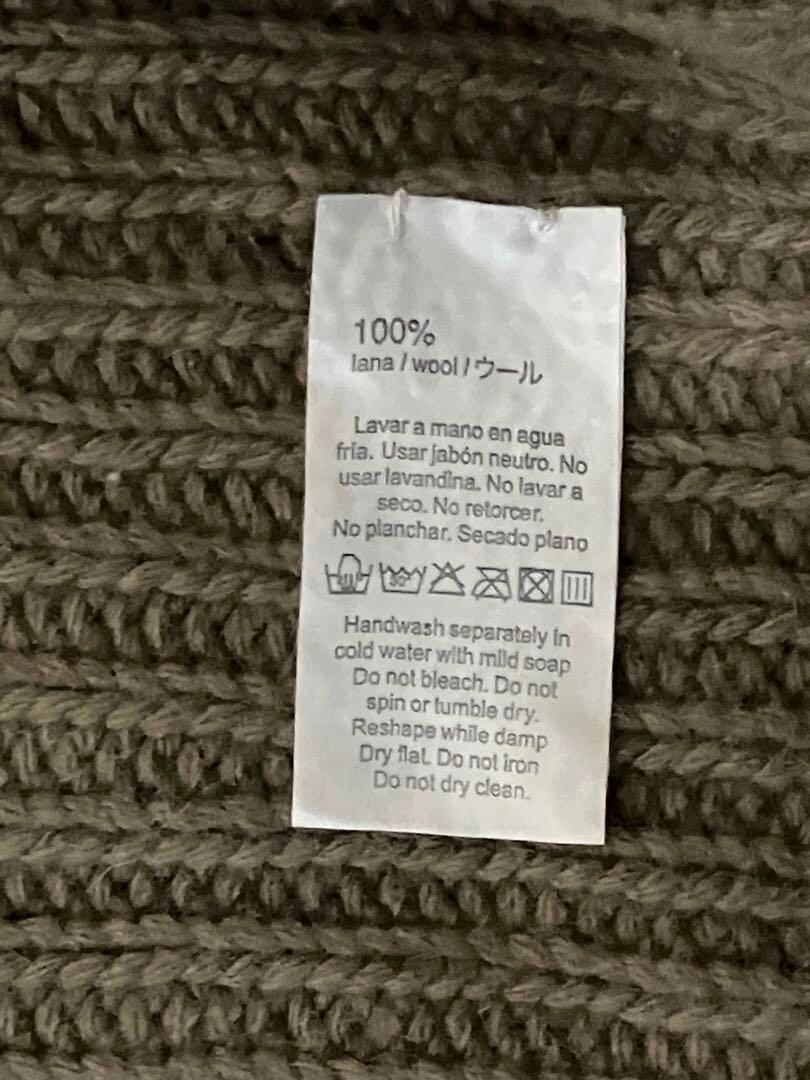 100%
lana / wool / ウール
Lavar a mano en agua
fría. Usar jabón neutro. No
usar lavandina. No lavar a
seco. No retorcer.
No planchar. Secado plano
30°
Handwash separately in
cold water with mild soap
Do not bleach. Do not
spin or tumble dry.
Reshape while damp
Dry flat. Do not iron
Do not dry clean.